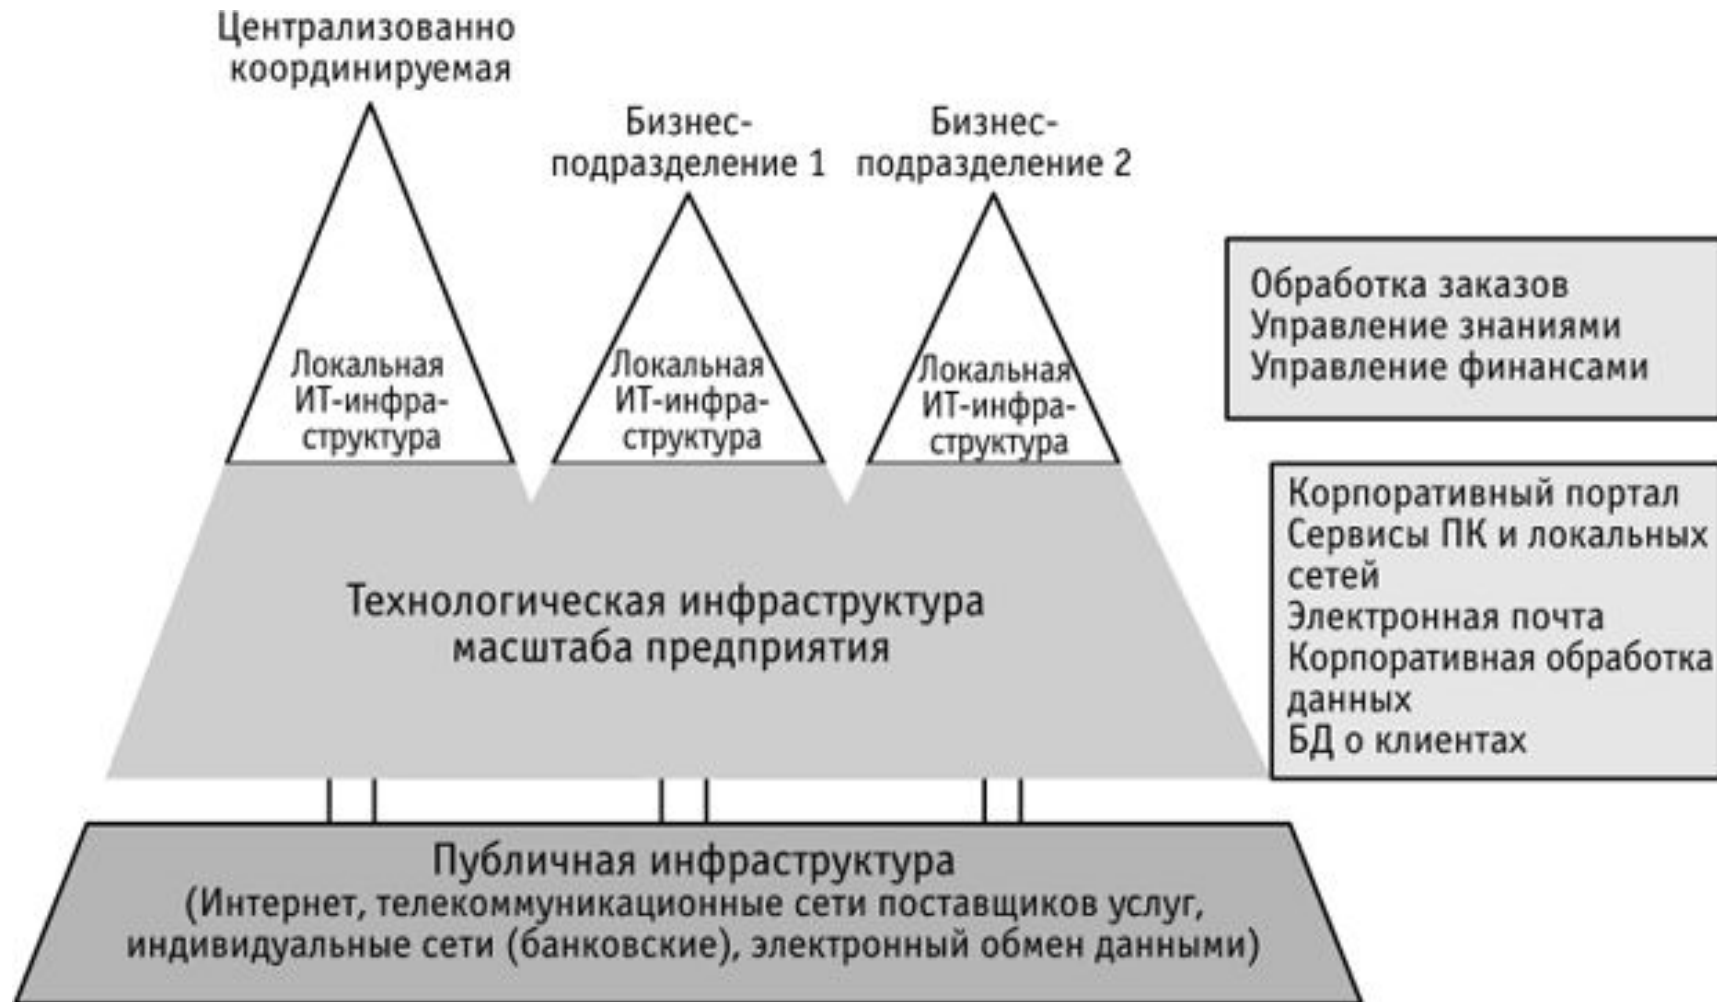 Централизованно
координируемая
Бизнес-
подразделение 1
Бизнес-
подразделение 2
Локальная
ИТ-инфра-
структура
Локальная
ИТ-инфра-
структура
Локальная
ИТ-инфра-
структура
Обработка заказов
Управление знаниями
Управление финансами
Технологическая инфраструктура
масштаба предприятия
Корпоративный портал
Сервисы ПК и локальных
сетей
Электронная почта
Корпоративная обработка
данных
БД о клиентах
Публичная инфраструктура
(Интернет, телекоммуникационные сети поставщиков услуг,
индивидуальные сети (банковские), электронный обмен данными)